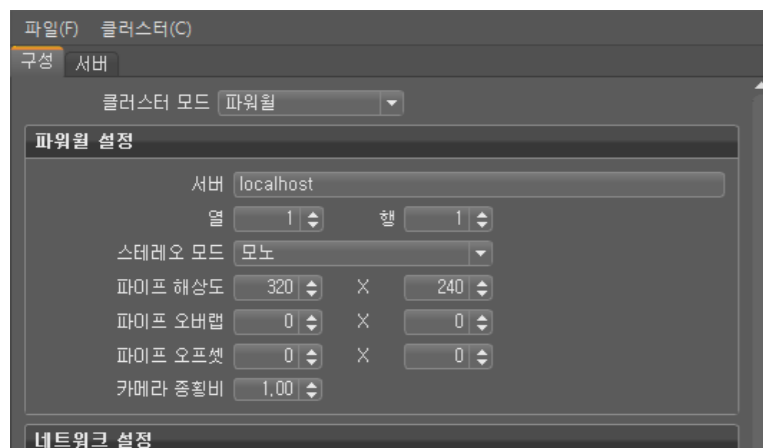 파일(F) 클러스터(C)
구성 서버
클러스터 모드 파워월
파워월 설정
서버 localhost
열 1 행 1
스테레오 모드 모노
파이프 해상도 320 X 240
파이프 오버랩 0 X 0
파이프 오프셋 0 X 0
카메라 종횡비 1,00
네트워크 설정